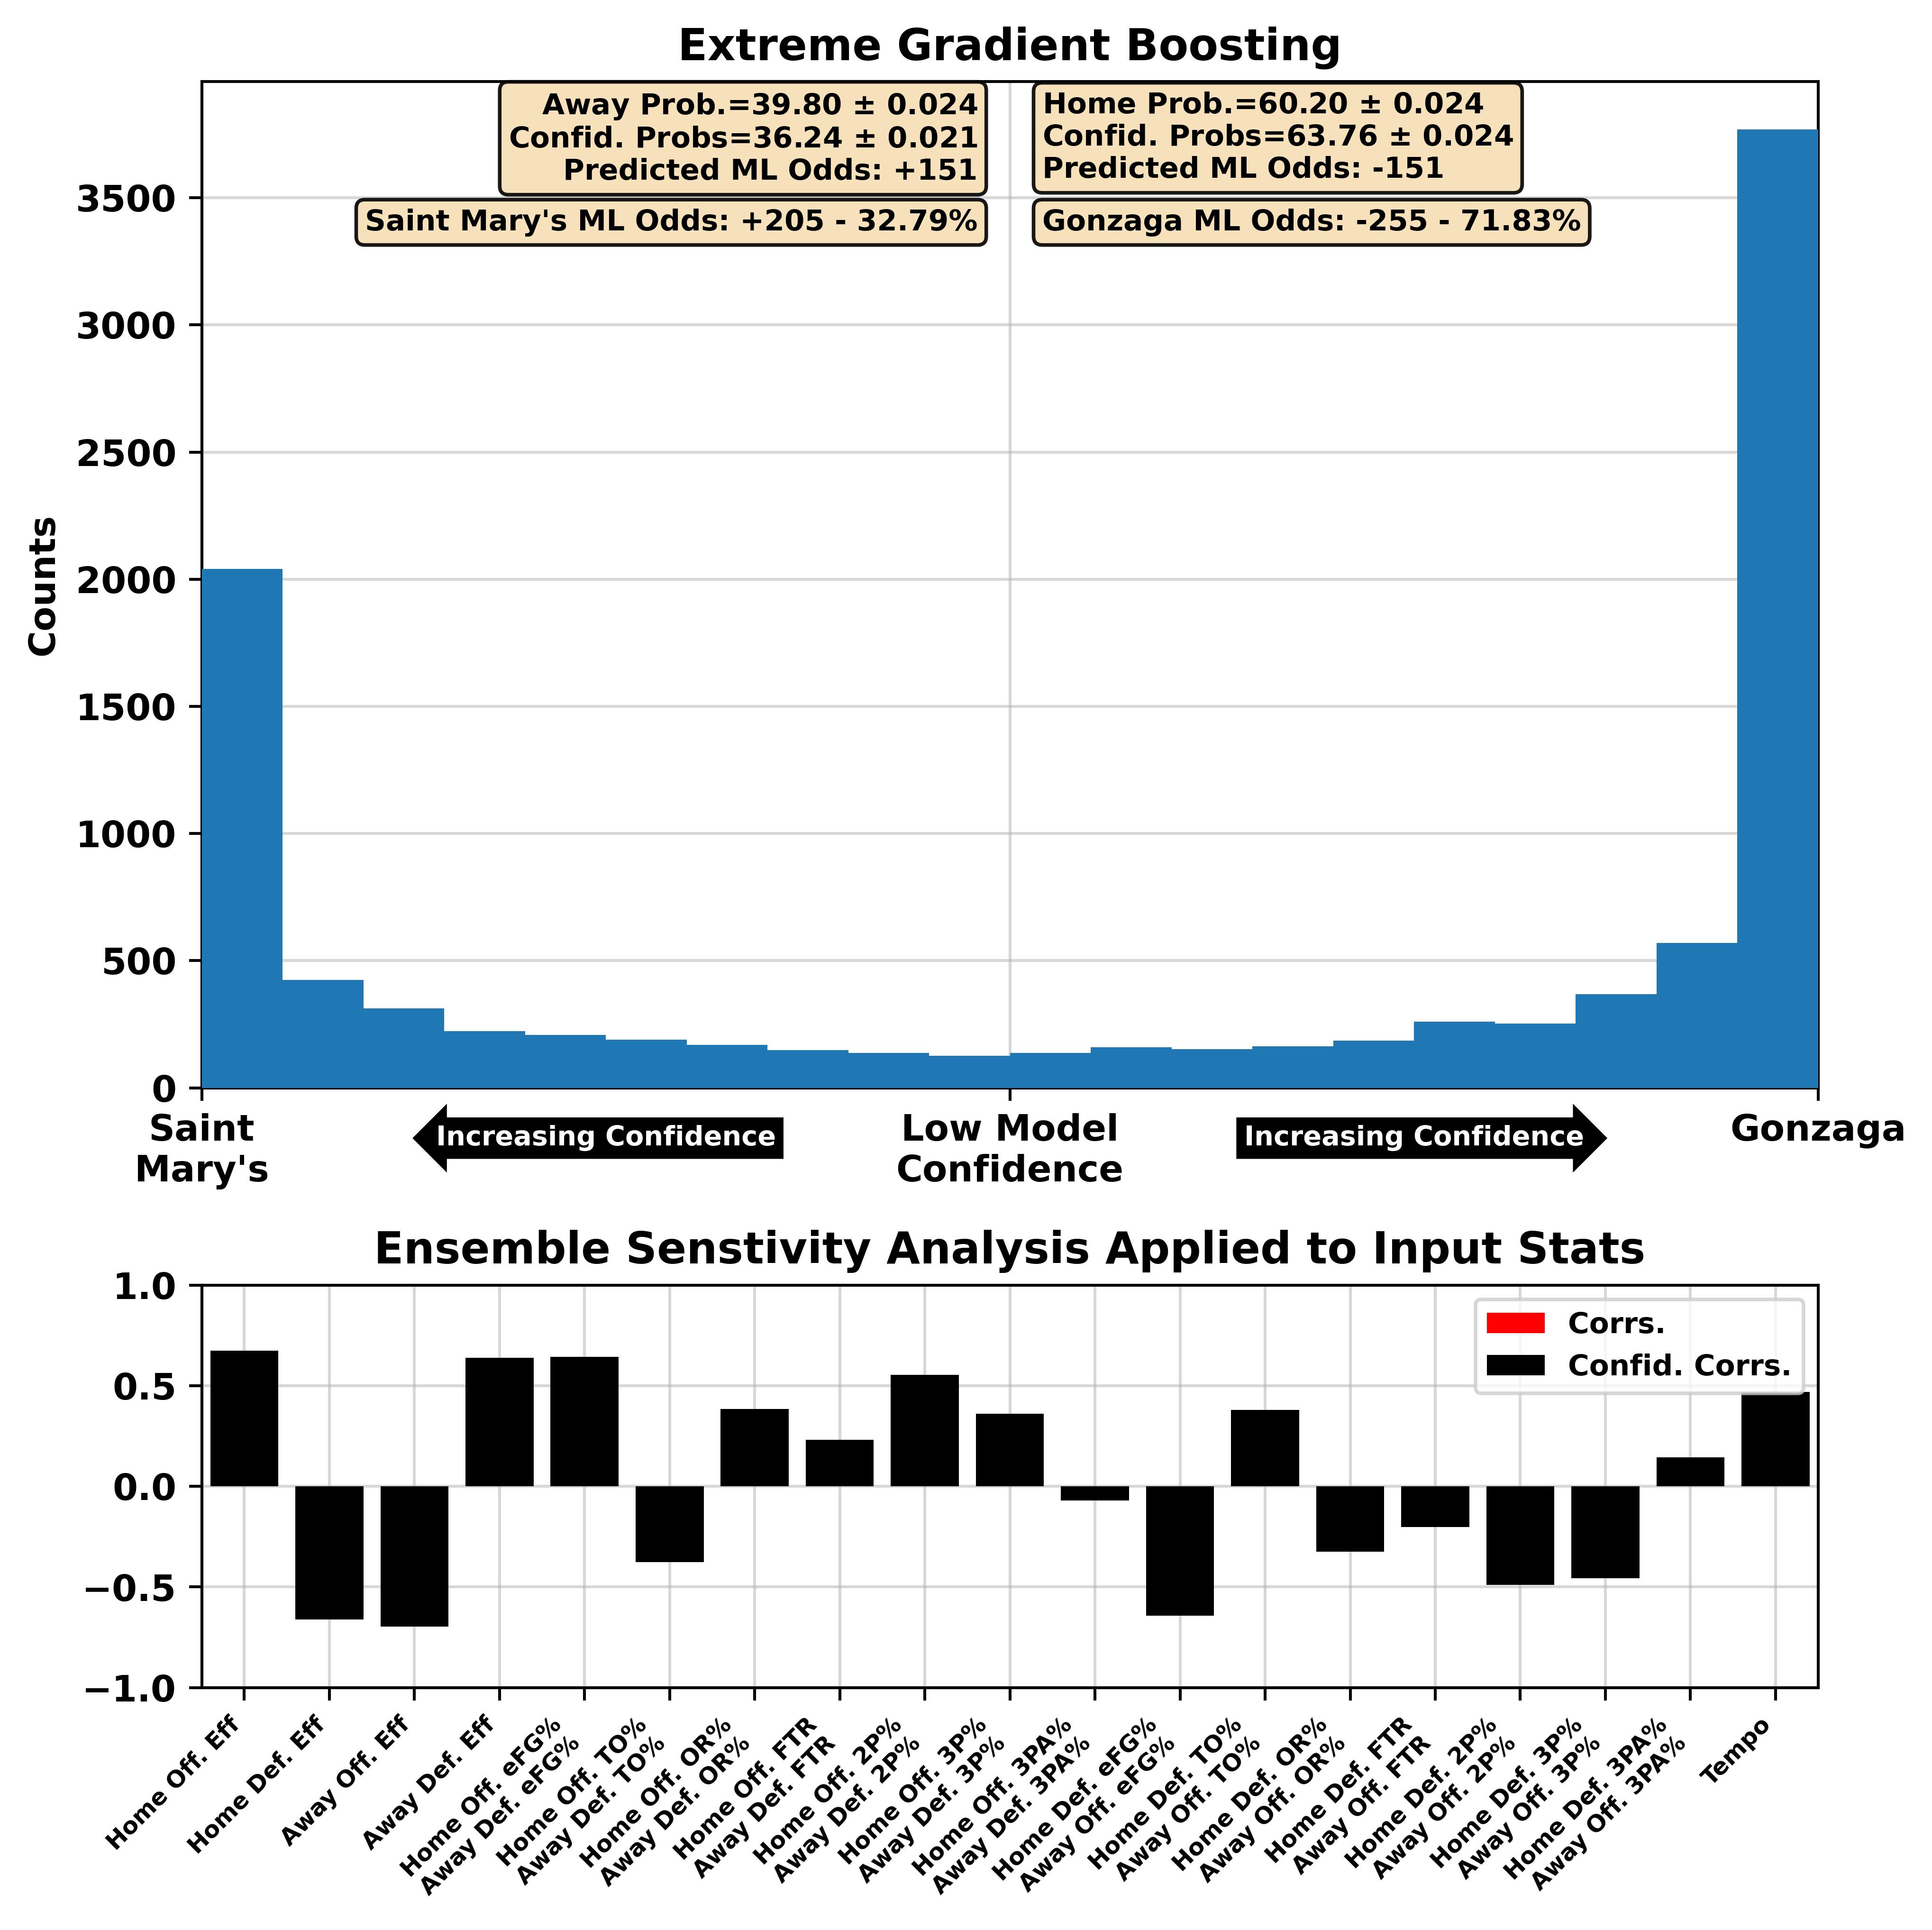 Extreme Gradient Boosting
Away Prob.=39.80 ± 0.024
Confid. Probs=36.24 ± 0.021
Predicted ML Odds: +151
Home Prob.=60.20 ± 0.024
Confid. Probs=63.76 ± 0.024
Predicted ML Odds: -151
Saint Mary's ML Odds: +205 - 32.79%
Gonzaga ML Odds: -255 - 71.83%
Counts
3500
3000
2500
2000
1500
1000
500
0
Saint
Mary's
Increasing Confidence
Low Model
Confidence
Increasing Confidence
Gonzaga
Ensemble Senstivity Analysis Applied to Input Stats
1.0
0.5
0.0
−0.5
−1.0
Corrs.
Confid. Corrs.
Home Off. Eff
Home Def. Eff
Away Off. Eff
Away Def. Eff
Home Off. eFG%
Away Def. eFG%
Home Off. TO%
Away Def. TO%
Home Off. OR%
Away Def. OR%
Home Off. FTR
Away Def. FTR
Home Off. 2P%
Away Def. 2P%
Home Off. 3P%
Away Def. 3P%
Home Off. 3PA%
Away Def. 3PA%
Home Def. eFG%
Away Off. eFG%
Home Def. TO%
Away Off. TO%
Home Def. OR%
Away Off. OR%
Home Def. FTR
Away Off. FTR
Home Def. 2P%
Away Off. 2P%
Home Def. 3P%
Away Off. 3P%
Home Def. 3PA%
Away Off. 3PA%
Tempo